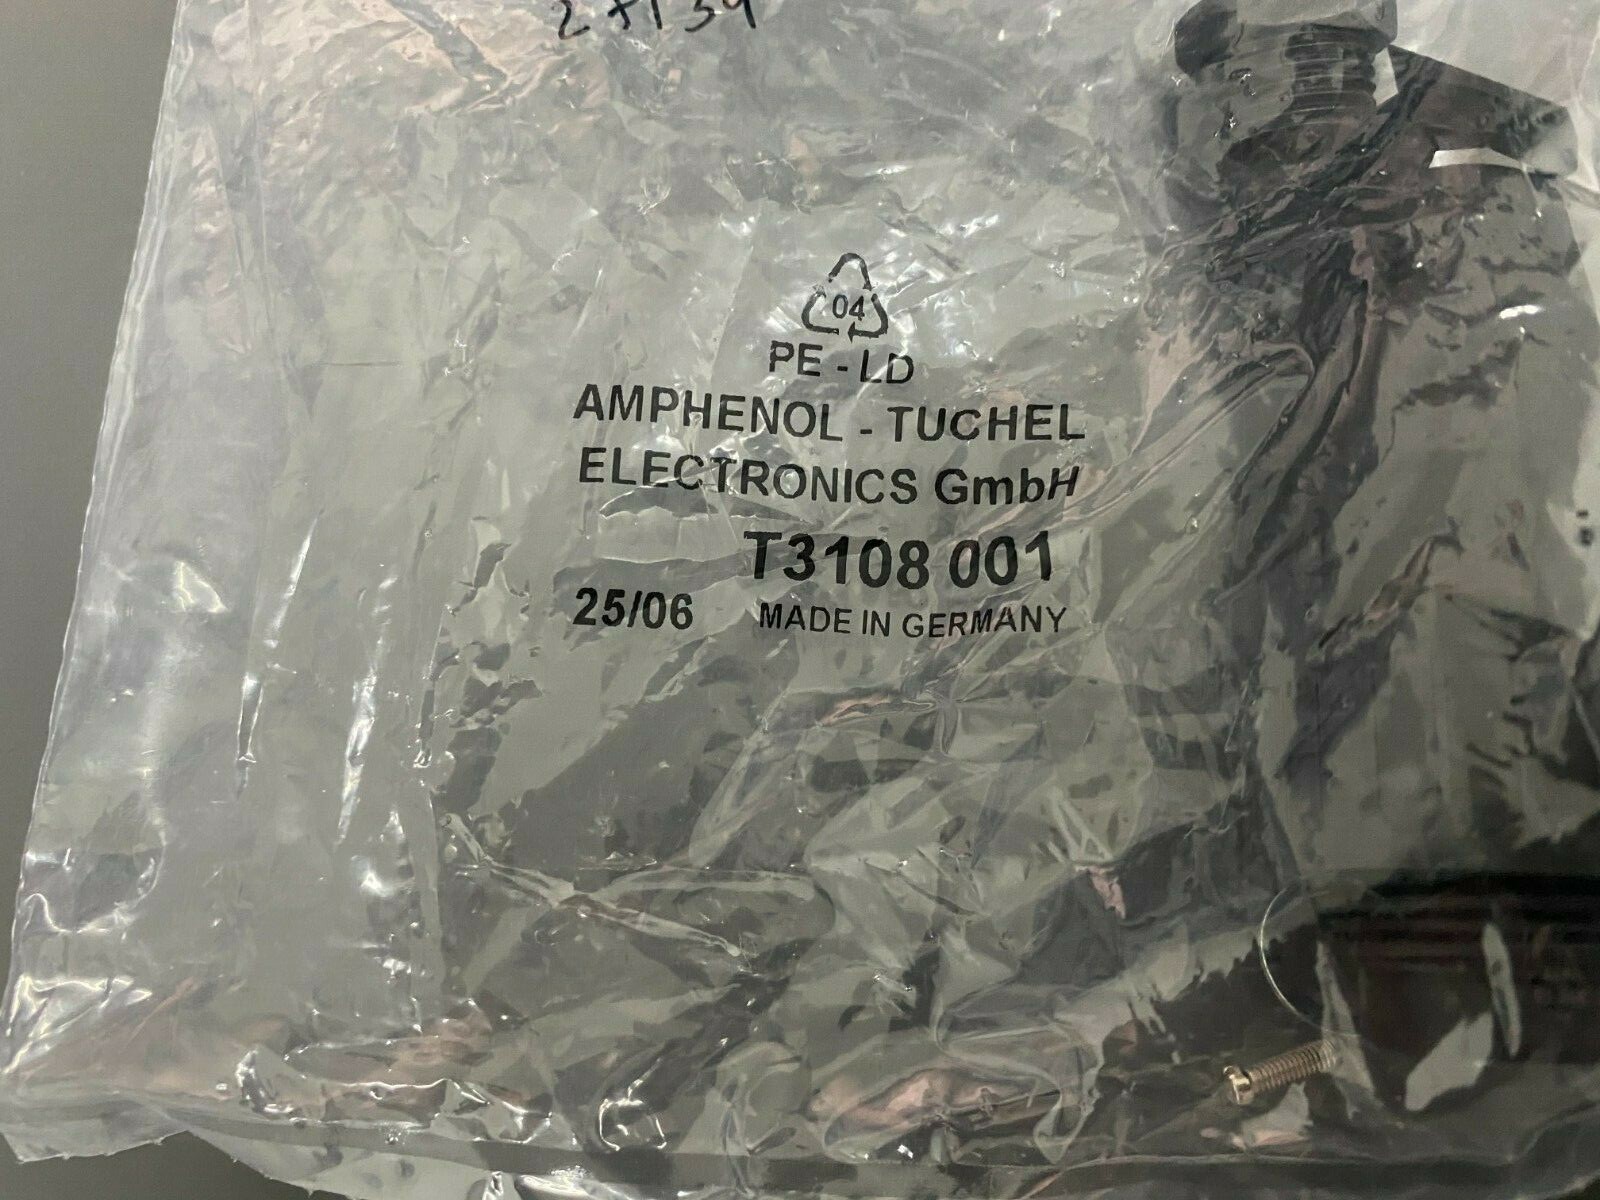 04
PE - LD
AMPHENOL - TUCHEL
ELECTRONICS GmbH
T3108 001
25/06 MADE IN GERMANY